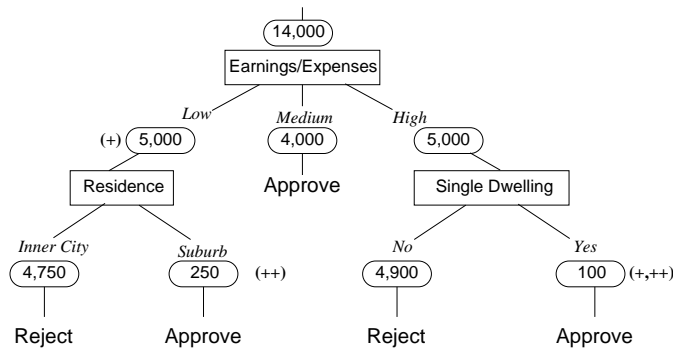 14,000
Earnings/Expenses
Low Medium High
(+) 5,000 4,000 5,000
Residence Approve Single Dwelling
Inner City Suburb No Yes
4,750 250 (++) 4,900 100 (+,++)
Reject Approve Reject Approve